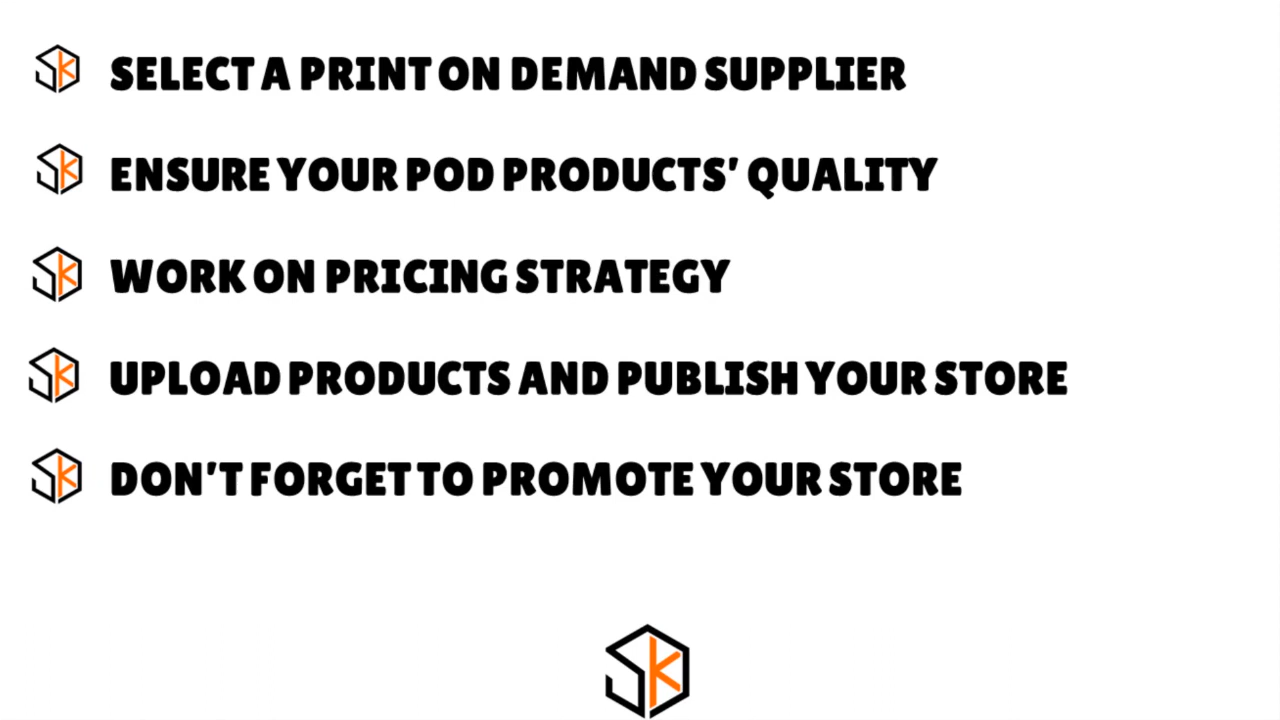 SELECT A PRINT ON DEMAND SUPPLIER
ENSURE YOUR POD PRODUCTS' QUALITY
WORK ON PRICING STRATEGY
UPLOAD PRODUCTS AND PUBLISH YOUR STORE
DON'T FORGET TO PROMOTE YOUR STORE
SK